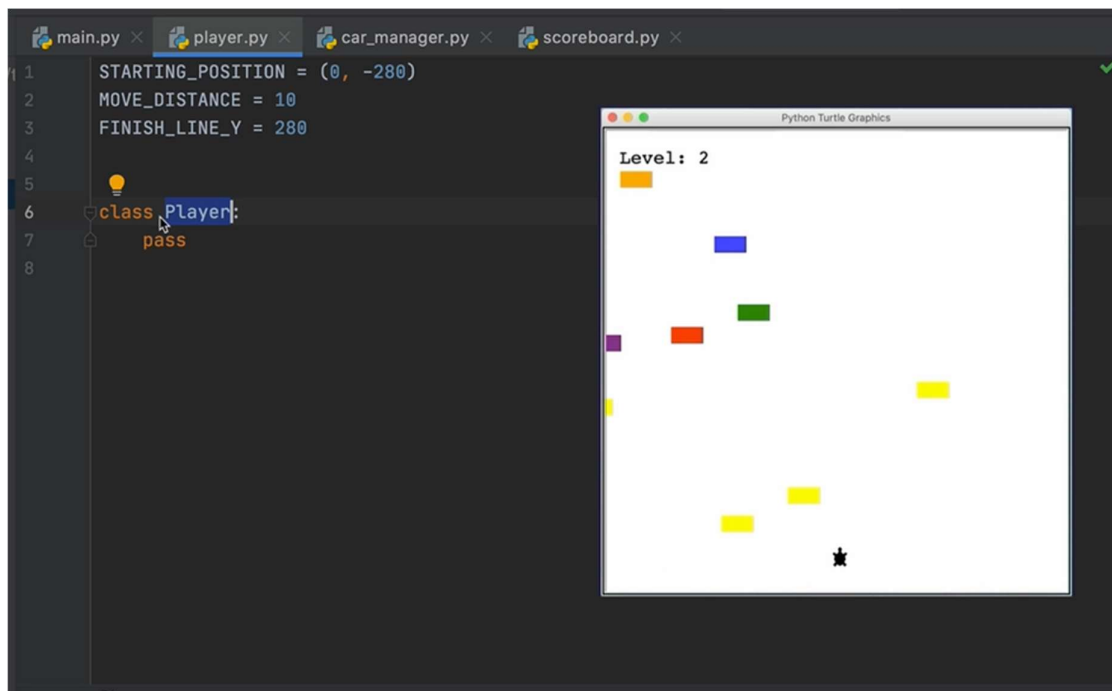 main.py player.py car_manager.py scoreboard.py
1 STARTING_POSITION = (0, -280)
2 MOVE_DISTANCE = 10
3 FINISH_LINE_Y = 280
4
5
6 class Player:
7 pass
8
Python Turtle Graphics
Level: 2